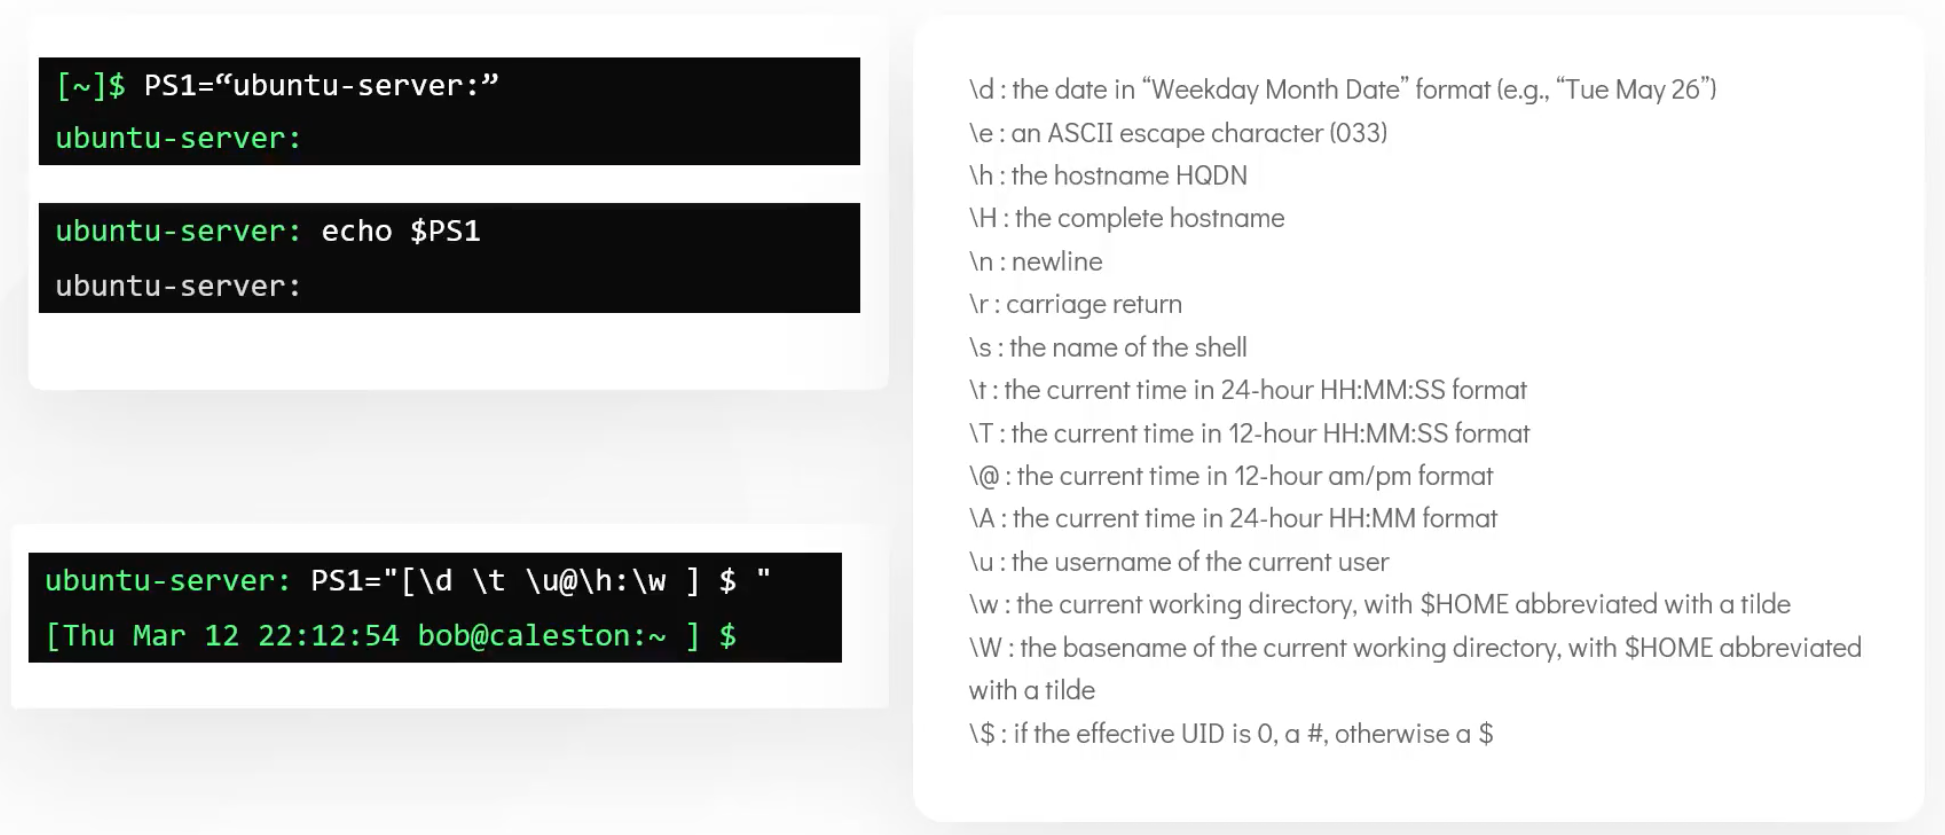 [~]$ PS1=“ubuntu-server:”
ubuntu-server:
ubuntu-server: echo $PS1
ubuntu-server:
ubuntu-server: PS1="[\d \t \u@\h:\w ] $ "
[Thu Mar 12 22:12:54 bob@caleston:~ ] $
\d : the date in “Weekday Month Date” format (e.g., “Tue May 26”)
\e : an ASCII escape character (033)
\h : the hostname HQDN
\H : the complete hostname
\n : newline
\r : carriage return
\s : the name of the shell
\t : the current time in 24-hour HH:MM:SS format
\T : the current time in 12-hour HH:MM:SS format
\@ : the current time in 12-hour am/pm format
\A : the current time in 24-hour HH:MM format
\u : the username of the current user
\w : the current working directory, with $HOME abbreviated with a tilde
\W : the basename of the current working directory, with $HOME abbreviated
with a tilde
\$ : if the effective UID is 0, a #, otherwise a $